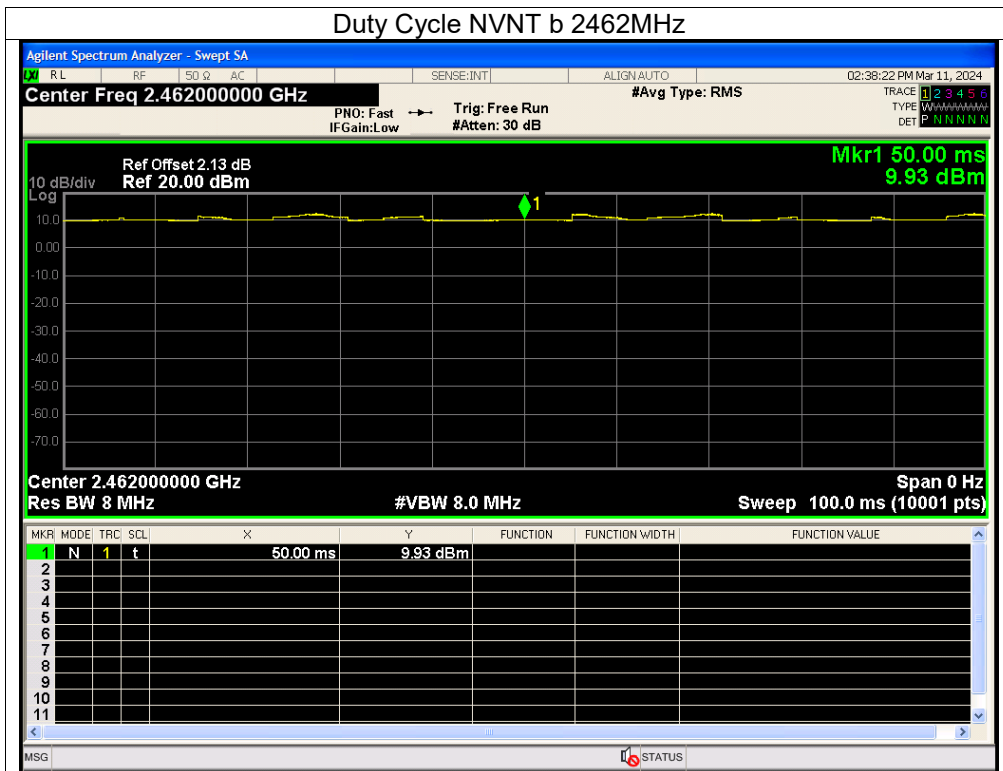 Duty Cycle NVNT b 2462MHz
Agilent Spectrum Analyzer - Swept SA
LXI RL RF 50 Ω AC SENSE:INT ALIGN AUTO 02:38:22 PM Mar 11, 2024
Center Freq 2.462000000 GHz #Avg Type: RMS TRACE 1 2 3 4 5 6
PNO: Fast Trig: Free Run TYPE WWWWWW
IFGain:Low #Atten: 30 dB DET P N N N N N
Mkr1 50.00 ms
Ref Offset 2.13 dB
10 dB/div Ref 20.00 dBm 9.93 dBm
Log
1
10.0
0.00
-10.0
-20.0
-30.0
-40.0
-50.0
-60.0
-70.0
Center 2.462000000 GHz Span 0 Hz
Res BW 8 MHz #VBW 8.0 MHz Sweep 100.0 ms (10001 pts)
MKR MODE TRC SCL X Y FUNCTION FUNCTION WIDTH FUNCTION VALUE
1 N 1 t 50.00 ms 9.93 dBm
2
3
4
5
6
7
8
9
10
11
MSG STATUS